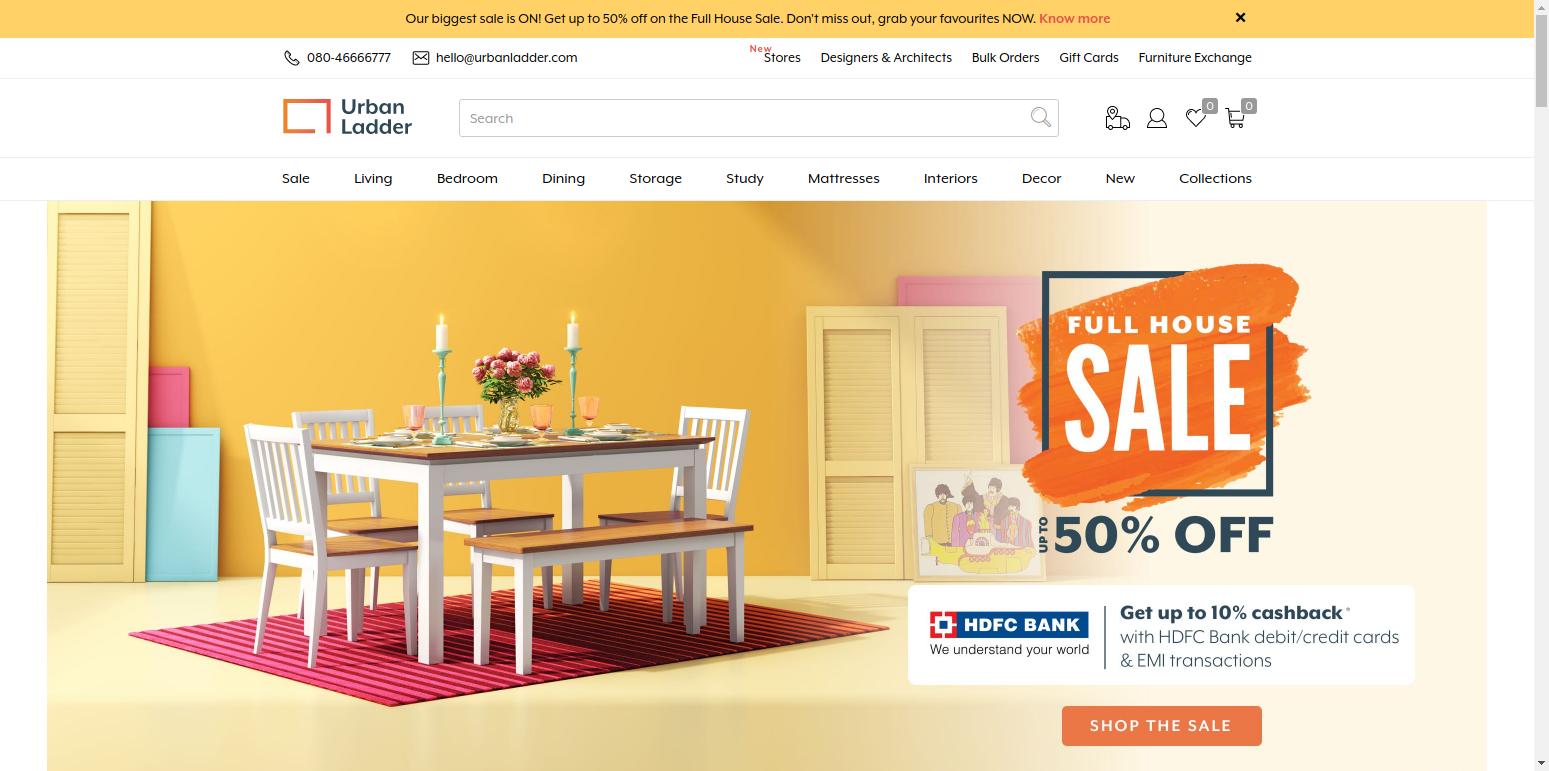 Our biggest sale is ON! Get up to 50% off on the Full House Sale. Don't miss out, grab your favourites NOW. Know more
080-46666777 hello@urbanladder.com New Stores Designers & Architects Bulk Orders Gift Cards Furniture Exchange
Urban
Ladder
Search
0
0
Sale Living Bedroom Dining Storage Study Mattresses Interiors Decor New Collections
FULL HOUSE
SALE
UP TO 50% OFF
HDFC BANK
We understand your world
Get up to 10% cashback*
with HDFC Bank debit/credit cards
& EMI transactions
SHOP THE SALE